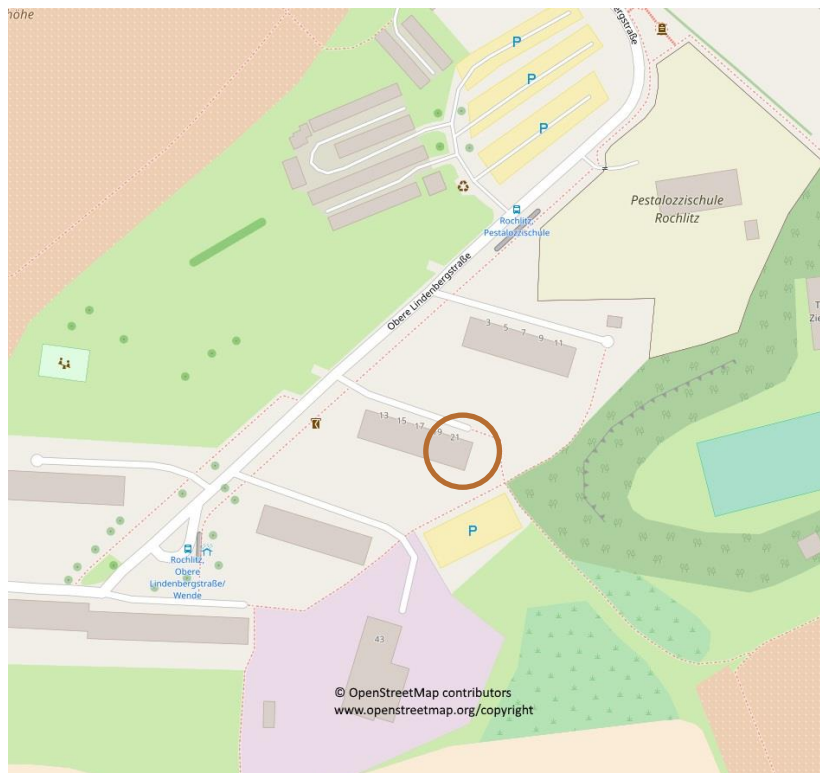 höhe
ergstraße
P
P
P
Pestalozzischule
Rochlitz
Rochlitz,
Pestalozzischule
Obere Lindenbergstraße
3 5 7 9 11
13 15 17 19 21
P
Rochlitz,
Obere
Lindenbergstraße/
Wende
43
© OpenStreetMap contributors
www.openstreetmap.org/copyright